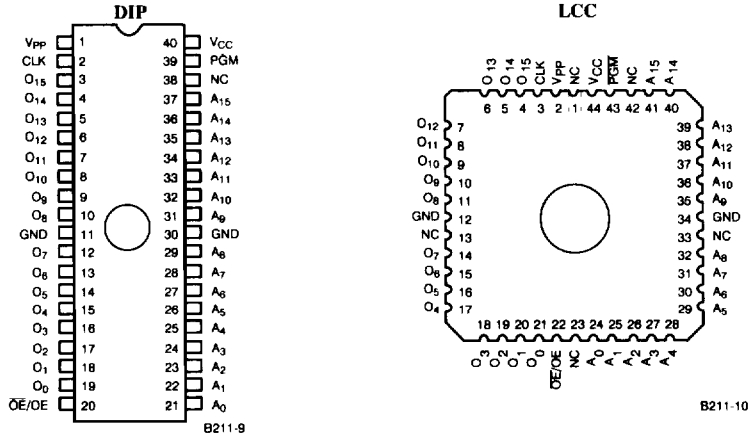 DIP
VPP 1 40 VCC
CLK 2 39 P̅G̅M̅
O15 3 38 NC
O14 4 37 A15
O13 5 36 A14
O12 6 35 A13
O11 7 34 A12
O10 8 33 A11
O9 9 32 A10
O8 10 31 A9
GND 11 30 GND
O7 12 29 A8
O6 13 28 A7
O5 14 27 A6
O4 15 26 A5
O3 16 25 A4
O2 17 24 A3
O1 18 23 A2
O0 19 22 A1
O̅E̅/OE 20 21 A0
B211-9
LCC
O13 O14 O15 CLK VPP NC VCC P̅G̅M̅ NC A15 A14
6 5 4 3 2 1 44 43 42 41 40
O12 7 39 A13
O11 8 38 A12
O10 9 37 A11
O9 10 36 A10
O8 11 35 A9
GND 12 34 GND
NC 13 33 NC
O7 14 32 A8
O6 15 31 A7
O5 16 30 A6
O4 17 29 A5
18 19 20 21 22 23 24 25 26 27 28
O3 O2 O1 O0 O̅E̅/OE NC A0 A1 A2 A3 A4
B211-10